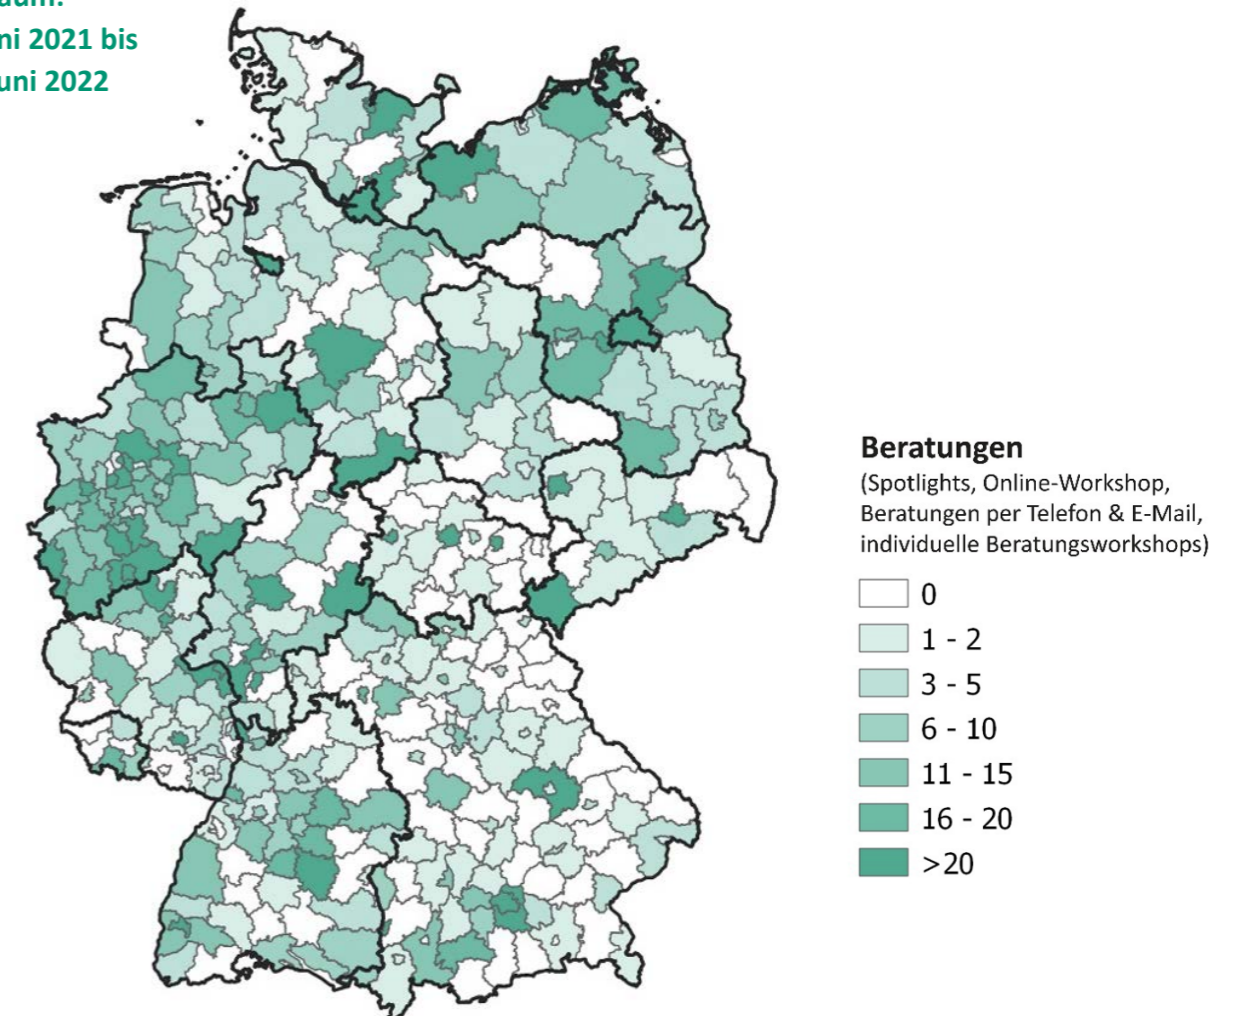 ni 2021 bis
uni 2022
Beratungen
(Spotlights, Online-Workshop,
Beratungen per Telefon & E-Mail,
individuelle Beratungsworkshops)
0
1 - 2
3 - 5
6 - 10
11 - 15
16 - 20
>20